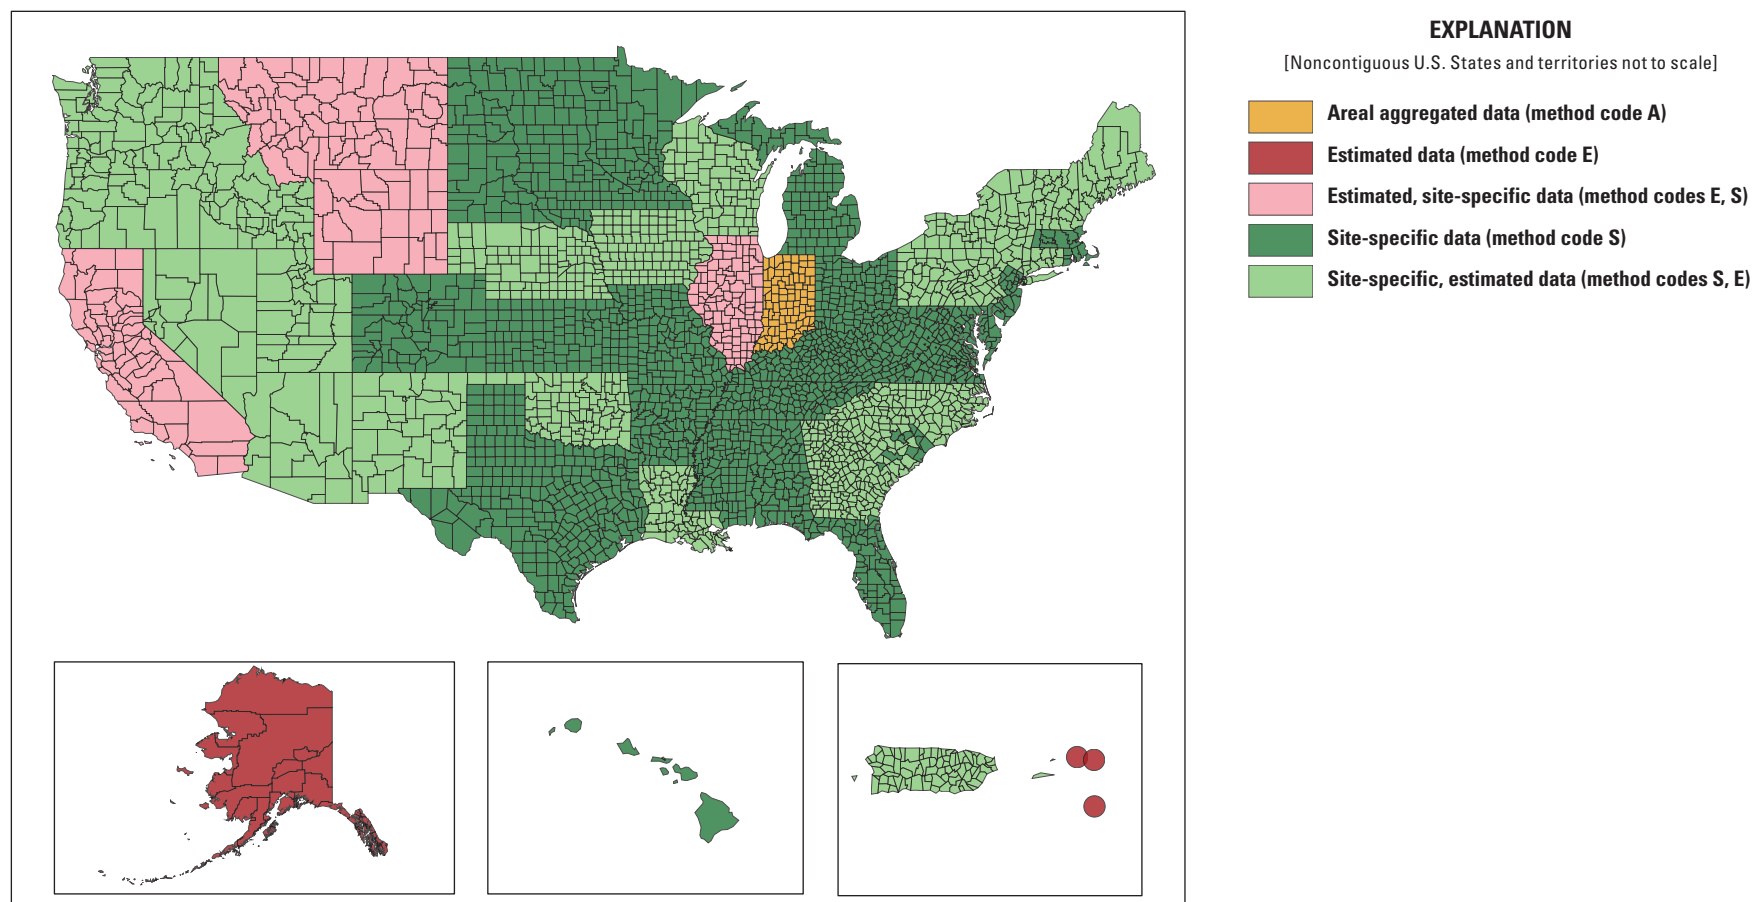 EXPLANATION
[Noncontiguous U.S. States and territories not to scale]
Areal aggregated data (method code A)
Estimated data (method code E)
Estimated, site-specific data (method codes E, S)
Site-specific data (method code S)
Site-specific, estimated data (method codes S, E)